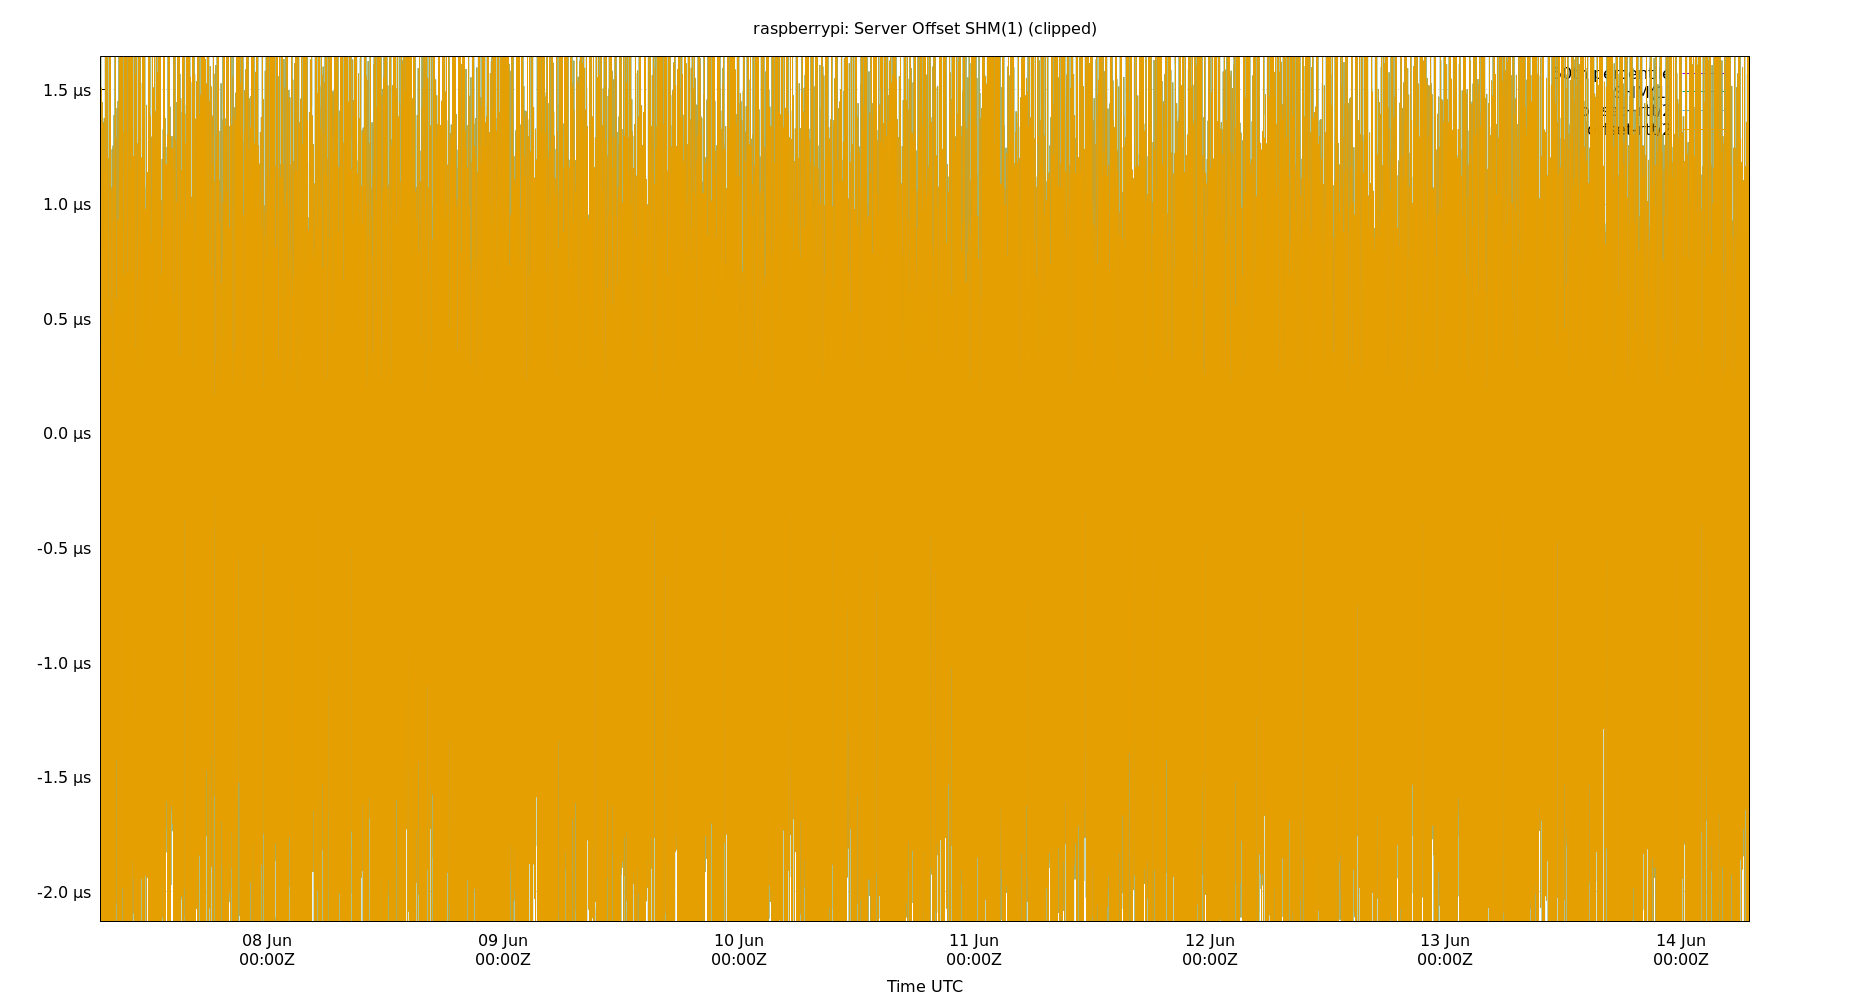 raspberrypi: Server Offset SHM(1) (clipped)
1.5 µs
1.0 µs
0.5 µs
0.0 µs
-0.5 µs
-1.0 µs
-1.5 µs
-2.0 µs
08 Jun 09 Jun 10 Jun 11 Jun 12 Jun 13 Jun 14 Jun
00:00Z 00:00Z 00:00Z 00:00Z 00:00Z 00:00Z 00:00Z
Time UTC